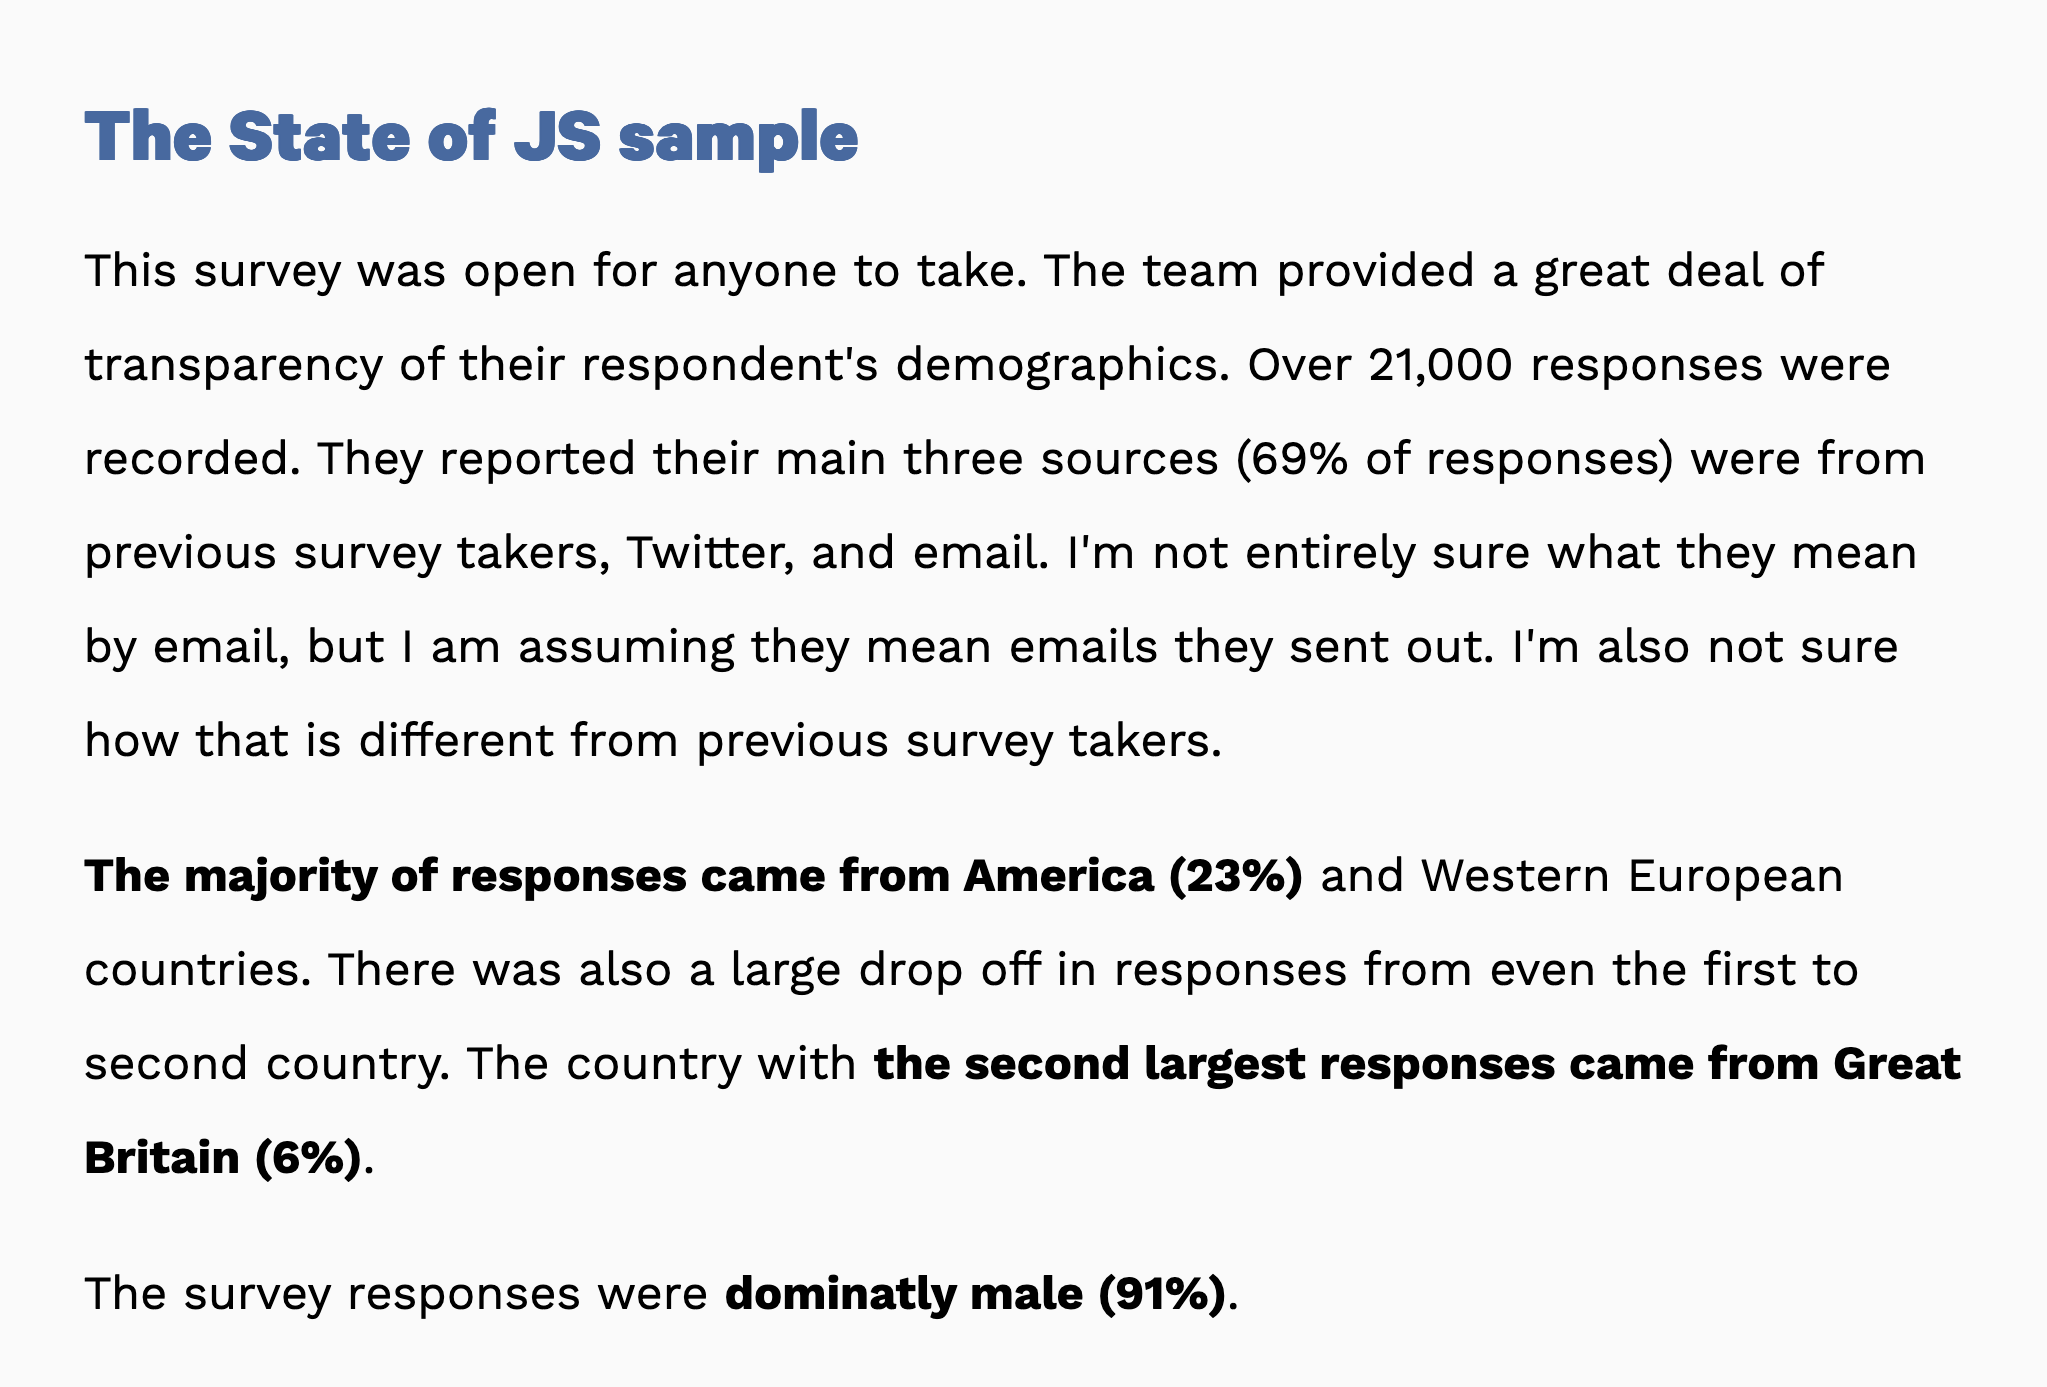 The State of JS sample
This survey was open for anyone to take. The team provided a great deal of
transparency of their respondent's demographics. Over 21,000 responses were
recorded. They reported their main three sources (69% of responses) were from
previous survey takers, Twitter, and email. I'm not entirely sure what they mean
by email, but I am assuming they mean emails they sent out. I'm also not sure
how that is different from previous survey takers.
The majority of responses came from America (23%) and Western European
countries. There was also a large drop off in responses from even the first to
second country. The country with the second largest responses came from Great
Britain (6%).
The survey responses were dominatly male (91%).